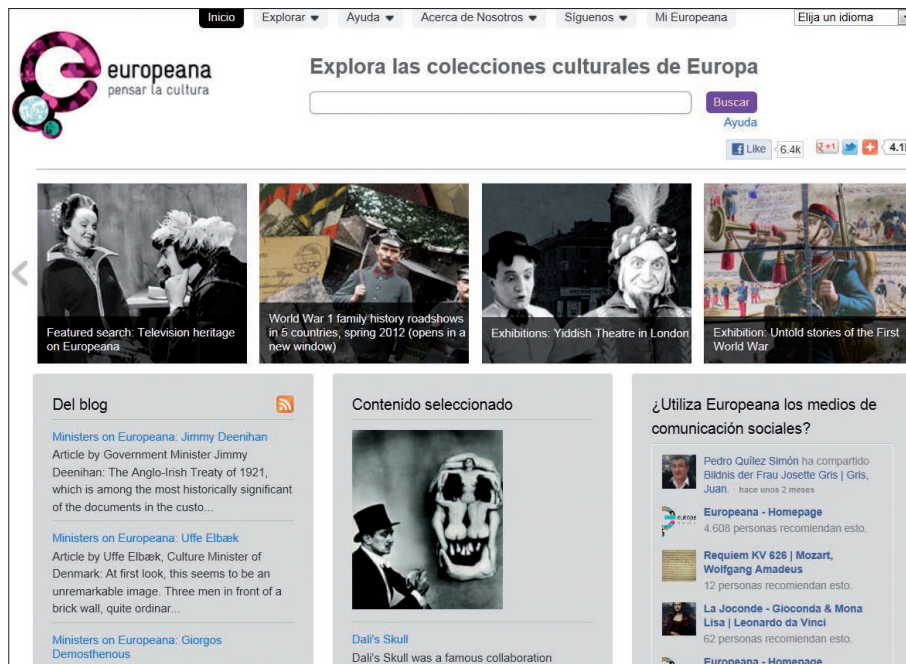 Inicio
Explorar
Ayuda
Acerca de Nosotros
Síguenos
Mi Europeana
Elija un idioma
europeana
pensar la cultura
Explora las colecciones culturales de Europa
Buscar
Ayuda
Like 6.4k
+1
Featured search: Television heritage
on Europeana
World War 1 family history roadshows
in 5 countries, spring 2012 (opens in a
new window)
Exhibitions: Yiddish Theatre in London
Exhibition: Untold stories of the First
World War
Del blog
Ministers on Europeana: Jimmy Deenihan
Article by Government Minister Jimmy
Deenihan: The Anglo-Irish Treaty of 1921,
which is among the most historically significant
of the documents in the custo...
Ministers on Europeana: Uffe Elbæk
Article by Uffe Elbæk, Culture Minister of
Denmark: At first look, this seems to be an
unremarkable image. Three men in front of a
brick wall, quite ordinar...
Ministers on Europeana: Giorgos
Demosthenous
Contenido seleccionado
Dali's Skull
Dali's Skull was a famous collaboration
¿Utiliza Europeana los medios de
comunicación sociales?
Pedro Quílez Simón ha compartido
Bildnis der Frau Josette Gris | Gris,
Juan. · hace unos 2 meses
Europeana - Homepage
4.608 personas recomiendan esto.
Requiem KV 626 | Mozart,
Wolfgang Amadeus
12 personas recomiendan esto.
La Joconde - Gioconda & Mona
Lisa | Leonardo da Vinci
62 personas recomiendan esto.
Europeana - Homepage